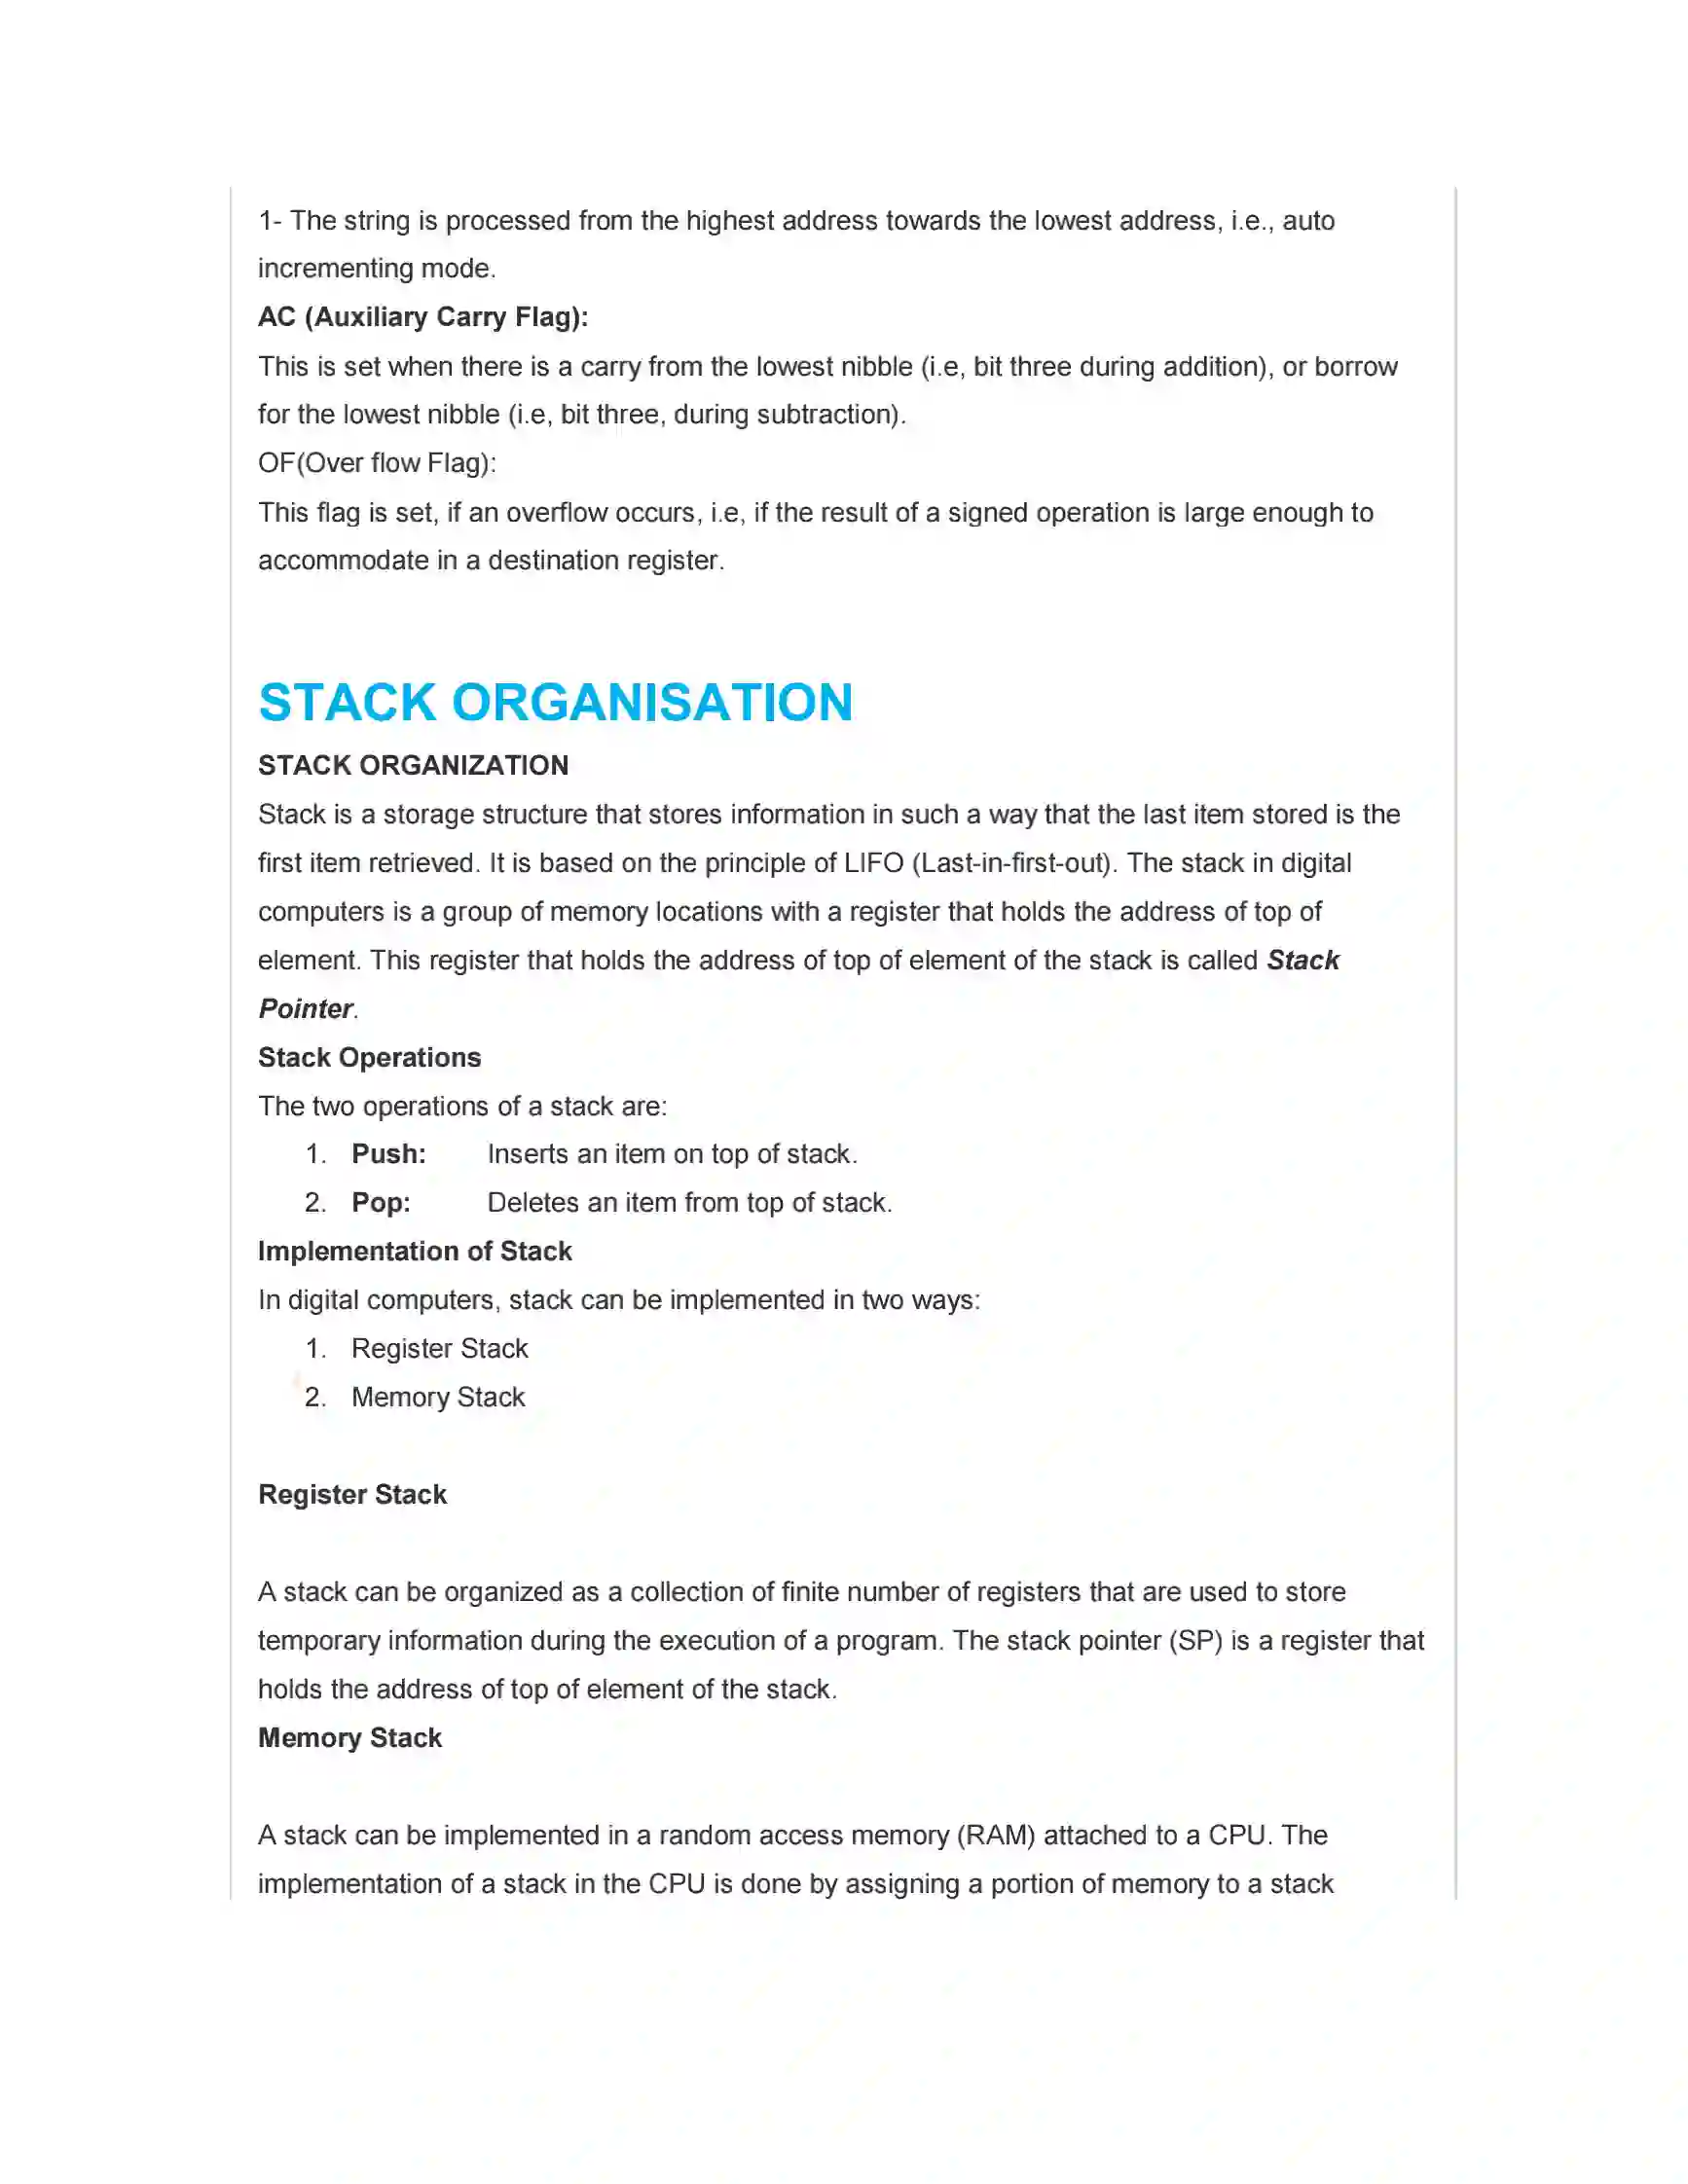 1- The string is processed from the highest address towards the lowest address, i.e., auto
incrementing mode.
AC (Auxiliary Carry Flag):
This is set when there is a carry from the lowest nibble (i.e, bit three during addition), or borrow
for the lowest nibble (i.e, bit three, during subtraction).
OF(Over flow Flag):
This flag is set, if an overflow occurs, i.e, if the result of a signed operation is large enough to
accommodate in a destination register.
STACK ORGANISATION
STACK ORGANIZATION
Stack is a storage structure that stores information in such a way that the last item stored is the
first item retrieved. It is based on the principle of LIFO (Last-in-first-out). The stack in digital
computers is a group of memory locations with a register that holds the address of top of
element. This register that holds the address of top of element of the stack is called Stack
Pointer.
Stack Operations
The two operations of a stack are:
1. Push: Inserts an item on top of stack.
2. Pop: Deletes an item from top of stack.
Implementation of Stack
In digital computers, stack can be implemented in two ways:
1. Register Stack
2. Memory Stack
Register Stack
A stack can be organized as a collection of finite number of registers that are used to store
temporary information during the execution of a program. The stack pointer (SP) is a register that
holds the address of top of element of the stack.
Memory Stack
A stack can be implemented in a random access memory (RAM) attached to a CPU. The
implementation of a stack in the CPU is done by assigning a portion of memory to a stack